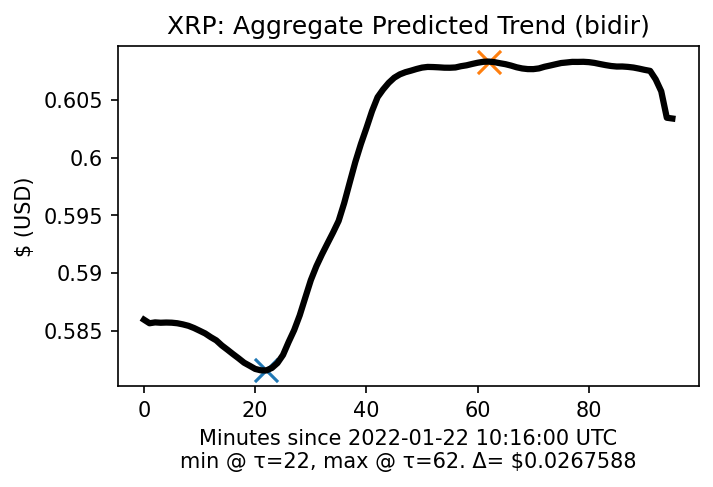 XRP: Aggregate Predicted Trend (bidir)
$ (USD)
0.605
0.6
0.595
0.59
0.585
0
20
40
60
80
Minutes since 2022-01-22 10:16:00 UTC
min @ τ=22, max @ τ=62. Δ= $0.0267588